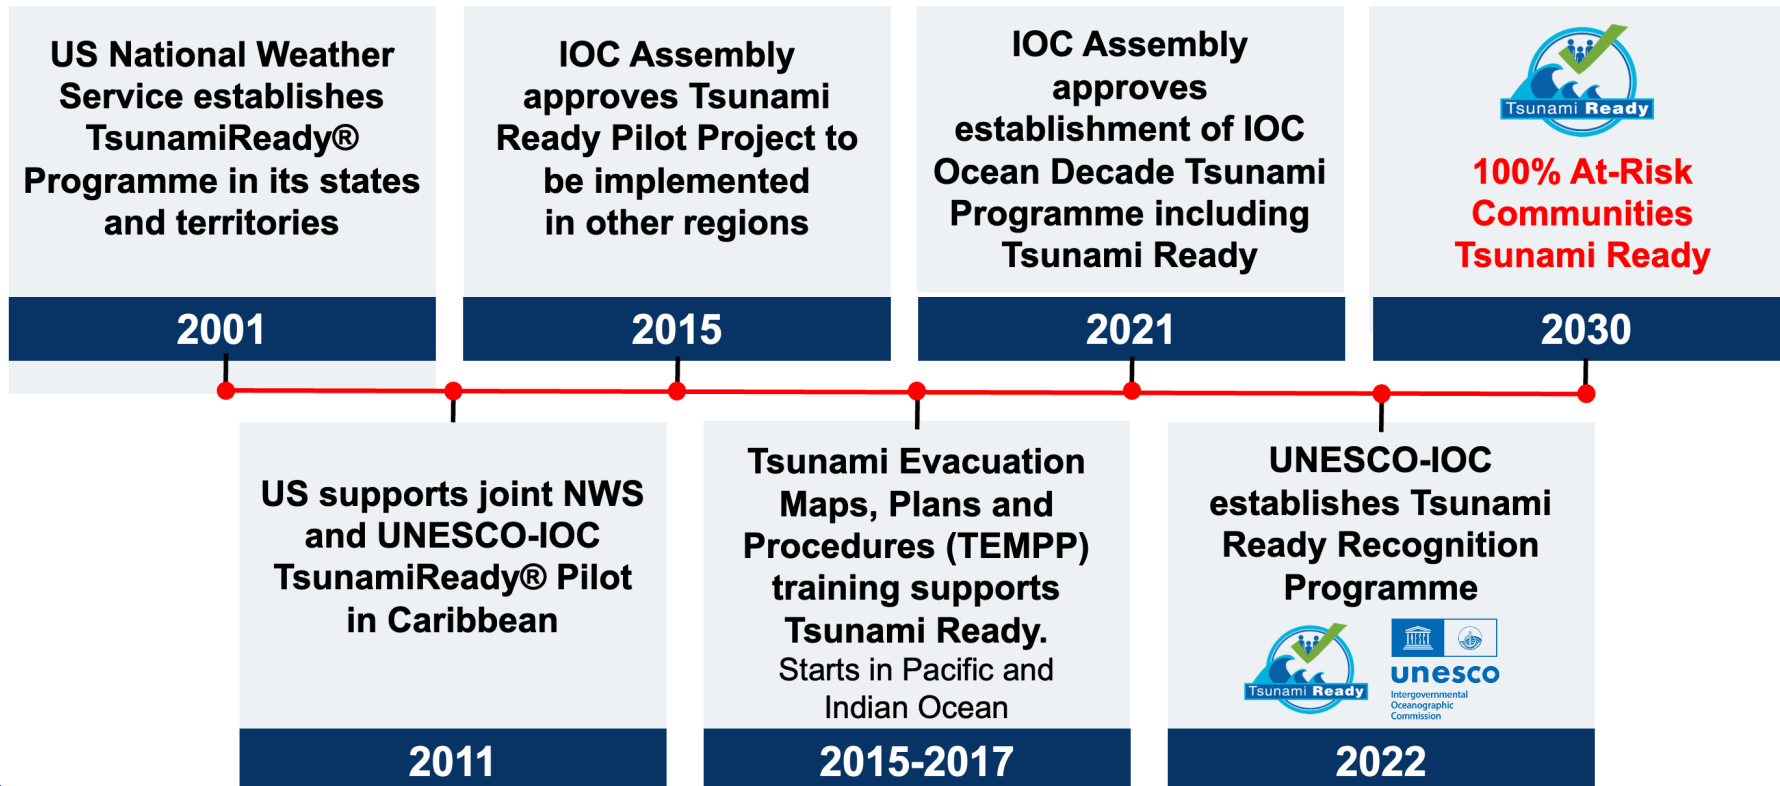 US National Weather
Service establishes
TsunamiReady®
Programme in its states
and territories
2001
IOC Assembly
approves Tsunami
Ready Pilot Project to
be implemented
in other regions
2015
IOC Assembly
approves
establishment of IOC
Ocean Decade Tsunami
Programme including
Tsunami Ready
2021
Tsunami Ready
100% At-Risk
Communities
Tsunami Ready
2030
US supports joint NWS
and UNESCO-IOC
TsunamiReady® Pilot
in Caribbean
2011
Tsunami Evacuation
Maps, Plans and
Procedures (TEMPP)
training supports
Tsunami Ready.
Starts in Pacific and
Indian Ocean
2015-2017
UNESCO-IOC
establishes Tsunami
Ready Recognition
Programme
Tsunami Ready
unesco
Intergovernmental
Oceanographic
Commission
2022